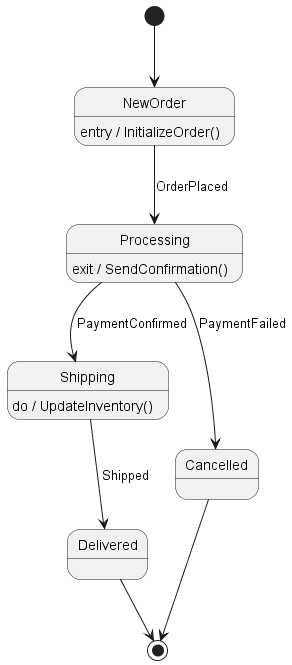 NewOrder
entry / InitializeOrder()
OrderPlaced
Processing
exit / SendConfirmation()
PaymentConfirmed
PaymentFailed
Shipping
do / UpdateInventory()
Cancelled
Shipped
Delivered